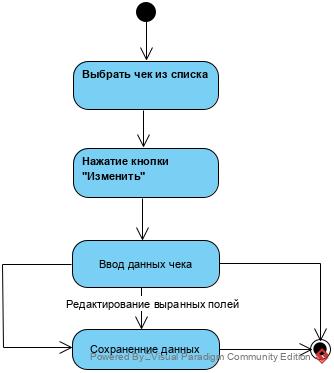 Выбрать чек из списка
Нажатие кнопки
"Изменить"
Ввод данных чека
Редактирование выранных полей
Сохраненние данных
Powered By Visual Paradigm Community Edition